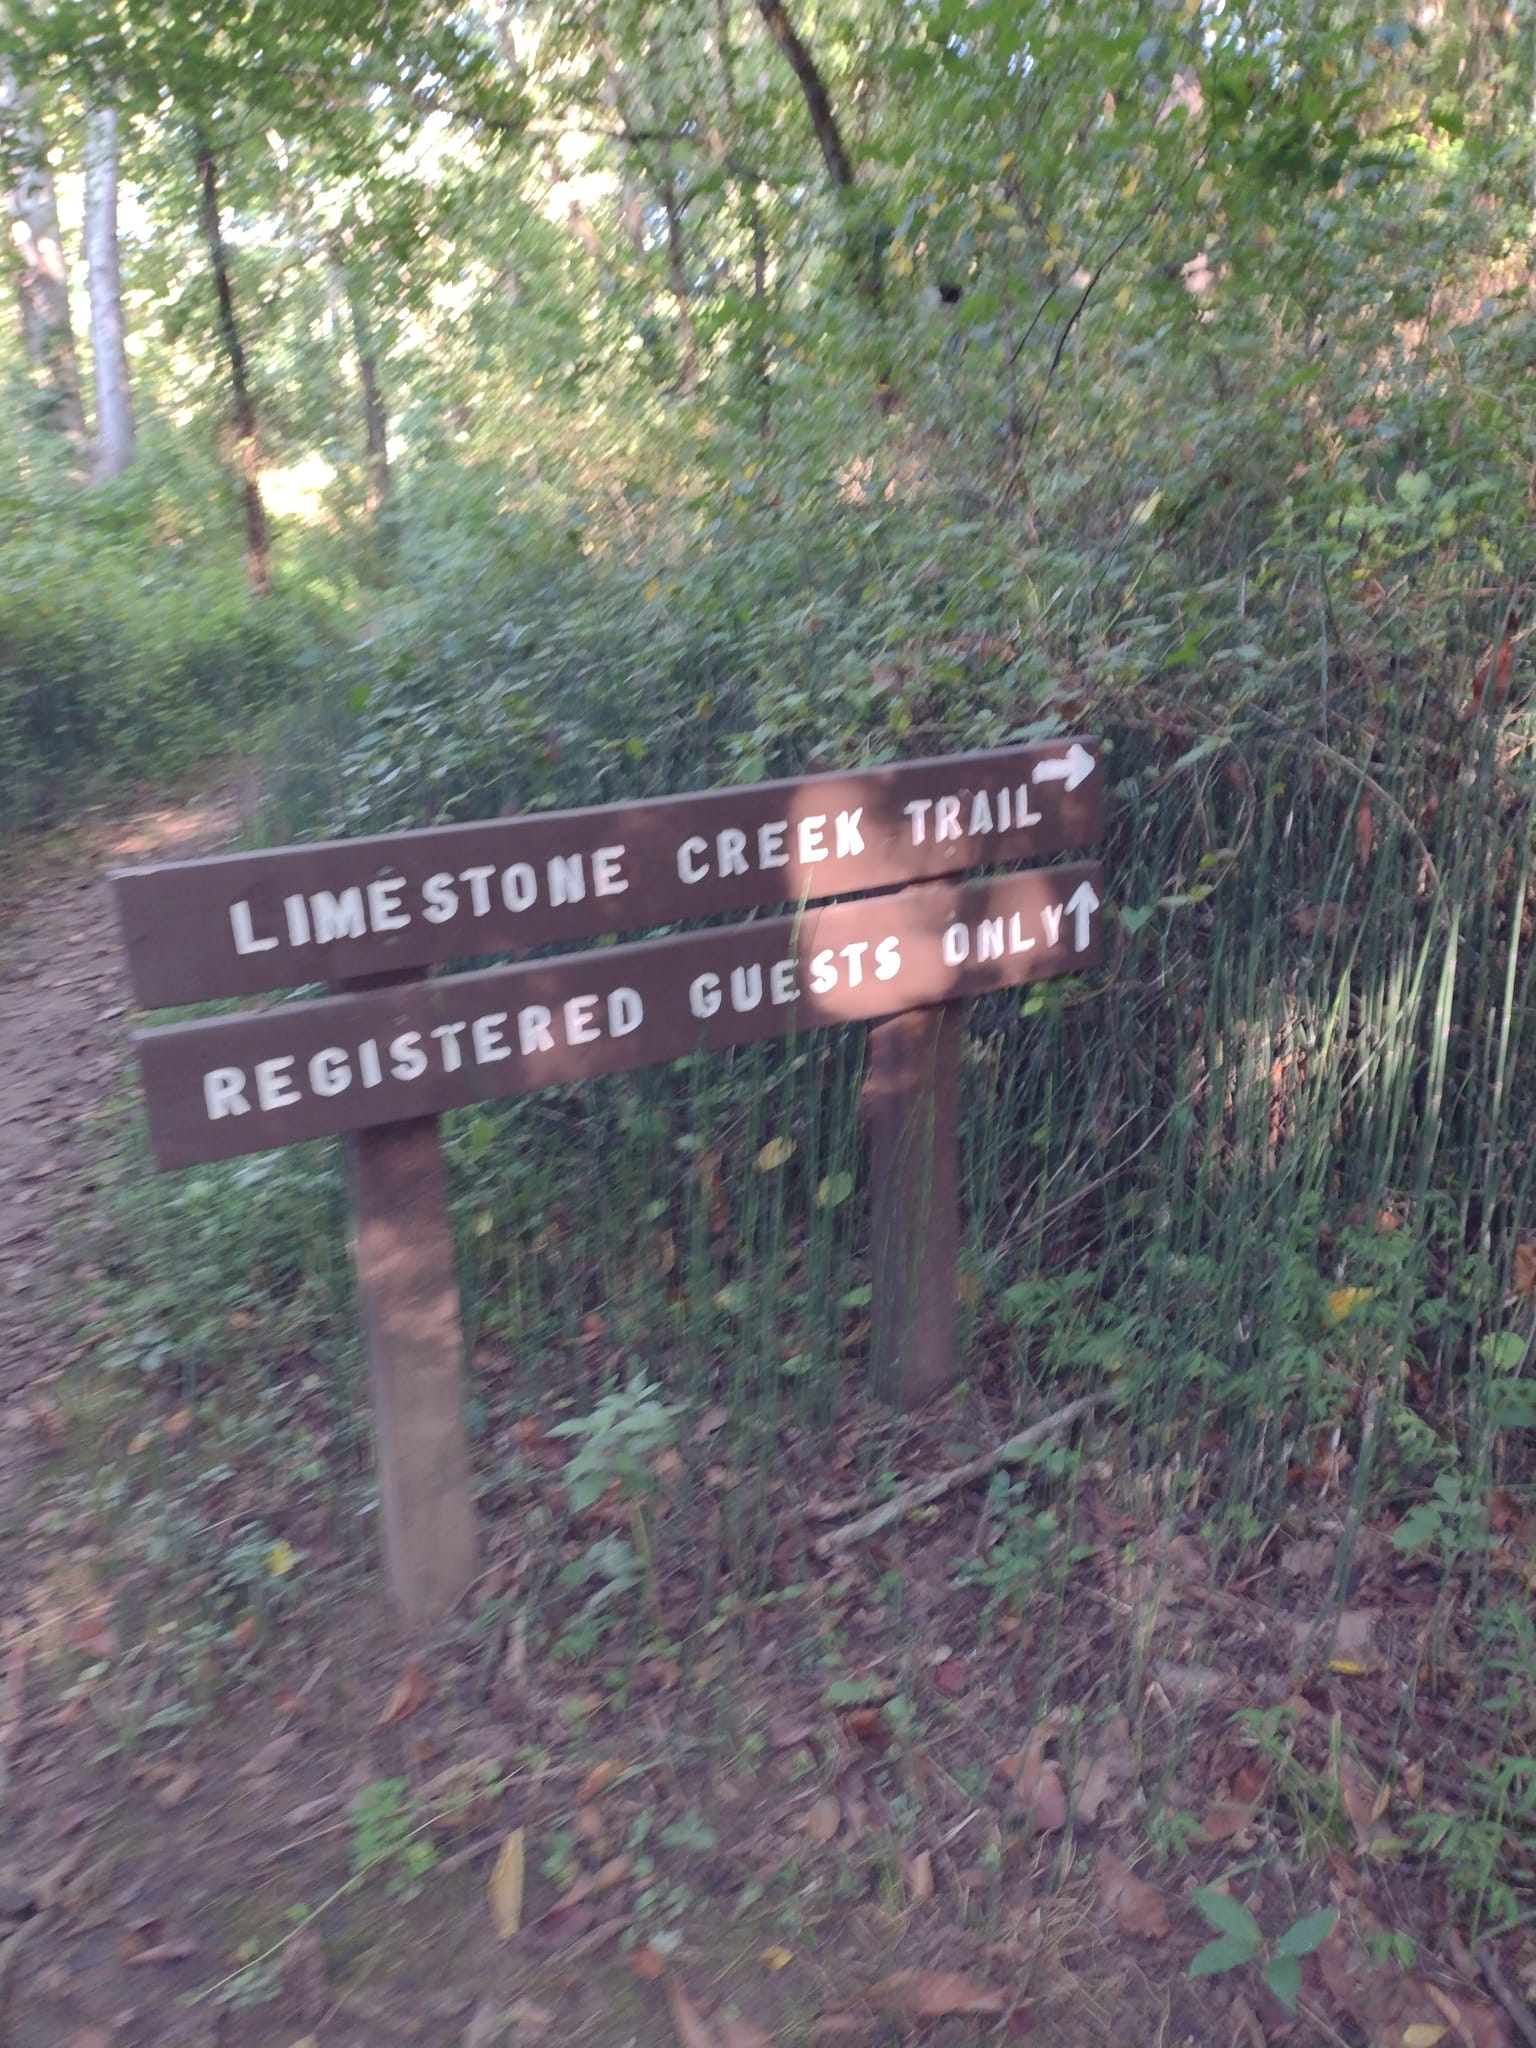 LIMESTONE CREEK TRAIL →
REGISTERED GUESTS ONLY ↑